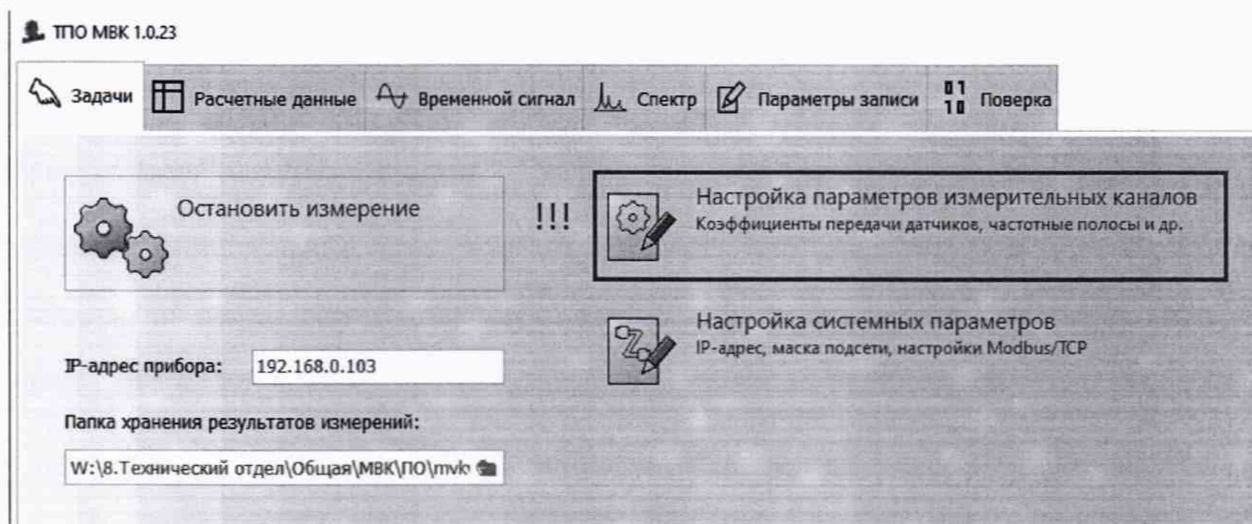 ТПО МВК 1.0.23
Задачи
Расчетные данные
Временной сигнал
Спектр
Параметры записи
01
10
Поверка
Остановить измерение
!!!
Настройка параметров измерительных каналов
Коэффициенты передачи датчиков, частотные полосы и др.
Настройка системных параметров
IP-адрес, маска подсети, настройки Modbus/TCP
IP-адрес прибора:
192.168.0.103
Папка хранения результатов измерений:
W:\8.Технический отдел\Общая\МВК\ПО\mvk